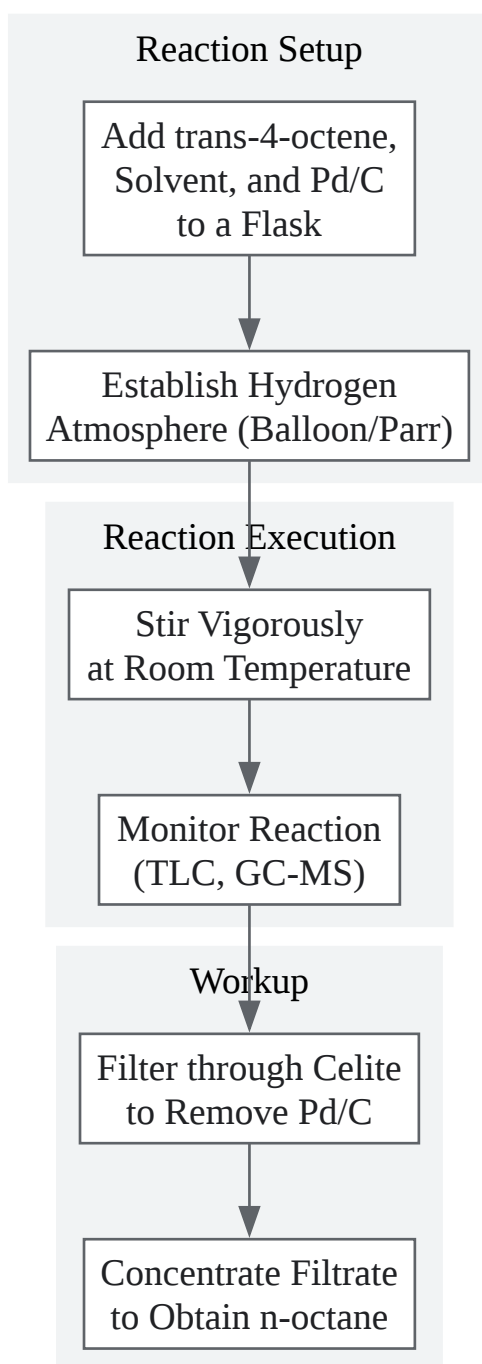 Reaction Setup
Add trans-4-octene,
Solvent, and Pd/C
to a Flask
Establish Hydrogen
Atmosphere (Balloon/Parr)
Reaction Execution
Stir Vigorously
at Room Temperature
Monitor Reaction
(TLC, GC-MS)
Workup
Filter through Celite
to Remove Pd/C
Concentrate Filtrate
to Obtain n-octane